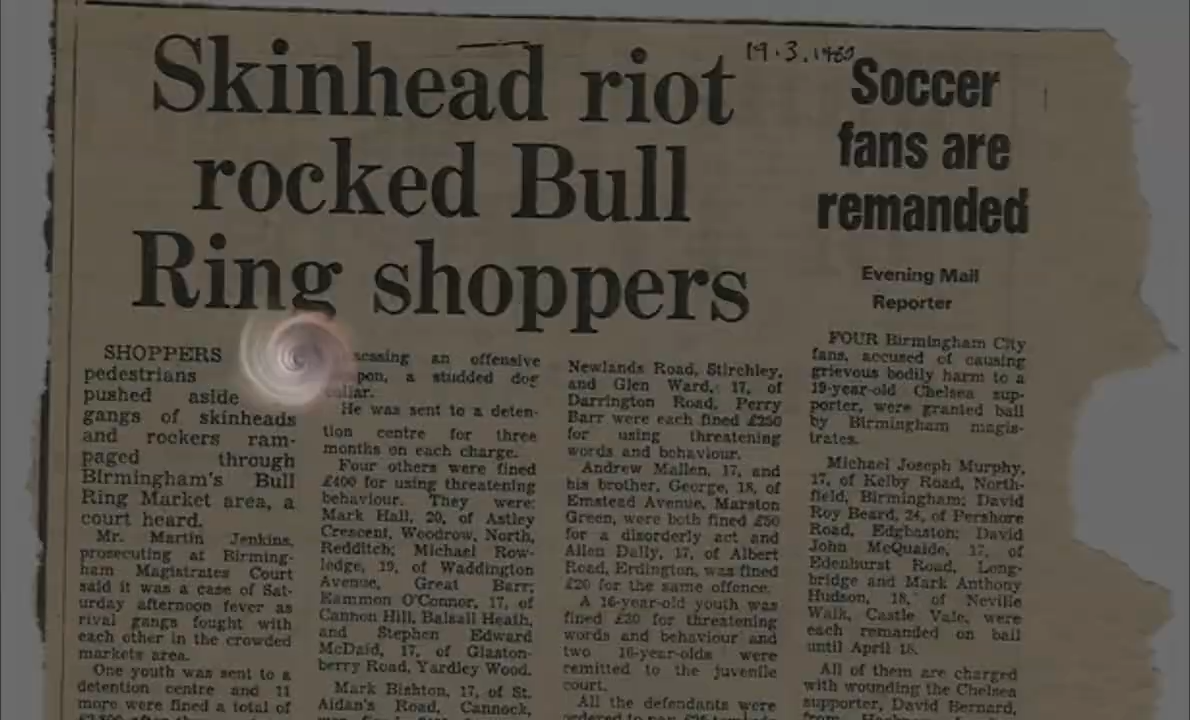 Skinhead riot
rocked Bull
Ring shoppers
SHOPPERS
pedestrians
pushed aside
gangs of skinheads
and rockers ram-
paged through
Birmingham's Bull
Ring Market area, a
court heard.
Mr. Martin Jenkins,
prosecuting at Birming-
ham Magistrates Court
said it was a case of Sat-
urday afternoon fever as
rival gangs fought with
each other in the crowded
markets area.
One youth was sent to a
detention centre and 11
more were fined a total of
an offensive
a studded dog
He was sent to a deten-
tion centre for three
months on each charge.
Four others were fined
£400 for using threatening
behaviour. They were:
Mark Hall, 20, of Astley
Crescent, Woodrow, North,
Redditch; Michael Row-
ledge, 19, of Waddington
Avenue, Great Barr;
Eammon O'Connor, 17, of
Cannon Hill, Balsall Heath,
and Stephen Edward
McDaid, 17, of Glaston-
berry Road, Yardley Wood.
Mark Bishton, 17, of St.
Aidan's Road, Cannock,
Newlands Road, Stirchley,
and Glen Ward, 17, of
Darrington Road, Perry
Barr were each fined £250
for using threatening
words and behaviour.
Andrew Mallen, 17, and
his brother, George, 18, of
Emstead Avenue, Marston
Green, were both fined £50
for a disorderly act and
Allen Dally, 17, of Albert
Road, Erdington, was fined
£20 for the same offence.
A 16-year-old youth was
fined £20 for threatening
words and behaviour and
two 16-year-olds were
remitted to the juvenile
court.
All the defendants were
19.3.1980
Soccer
fans are
remanded
Evening Mail
Reporter
FOUR Birmingham City
fans, accused of causing
grievous bodily harm to a
19-year-old Chelsea sup-
porter, were granted bail
by Birmingham magis-
trates.
Michael Joseph Murphy,
17, of Kelby Road, North-
field, Birmingham; David
Roy Beard, 24, of Pershore
Road, Edgbaston; David
John McQuaide, 17, of
Edenhurst Road, Long-
bridge and Mark Anthony
Hudson, 18, of Neville
Walk, Castle Vale, were
each remanded on bail
until April 18.
All of them are charged
with wounding the Chelsea
supporter, David Bernard,